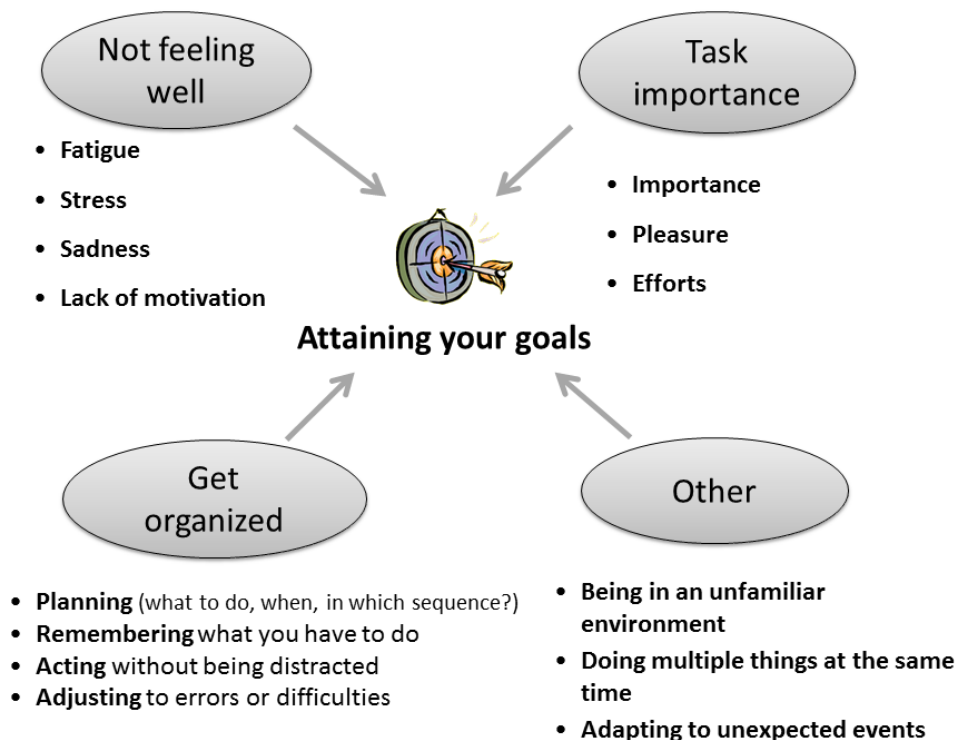 Not feeling
well
Task
importance
• Fatigue
• Stress
• Sadness
• Lack of motivation
• Importance
• Pleasure
• Efforts
Attaining your goals
Get
organized
Other
• Planning (what to do, when, in which sequence?)
• Remembering what you have to do
• Acting without being distracted
• Adjusting to errors or difficulties
• Being in an unfamiliar
environment
• Doing multiple things at the same
time
• Adapting to unexpected events